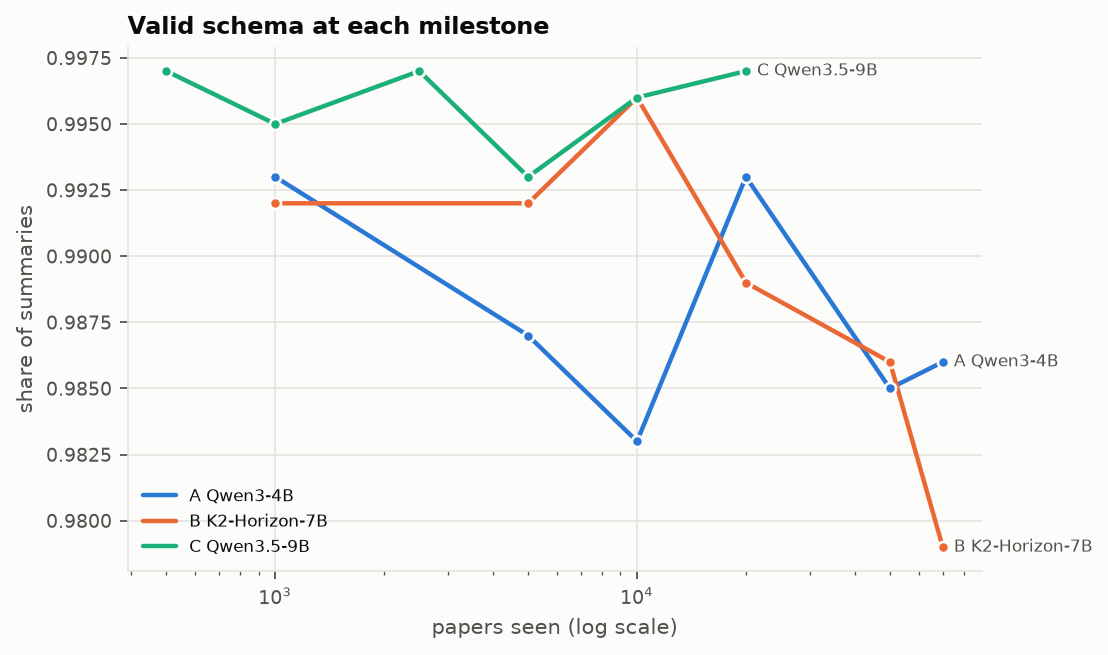 Valid schema at each milestone
share of summaries
0.9975
0.9950
0.9925
0.9900
0.9875
0.9850
0.9825
0.9800
C Qwen3.5-9B
A Qwen3-4B
B K2-Horizon-7B
A Qwen3-4B
B K2-Horizon-7B
C Qwen3.5-9B
10³ 10⁴
papers seen (log scale)